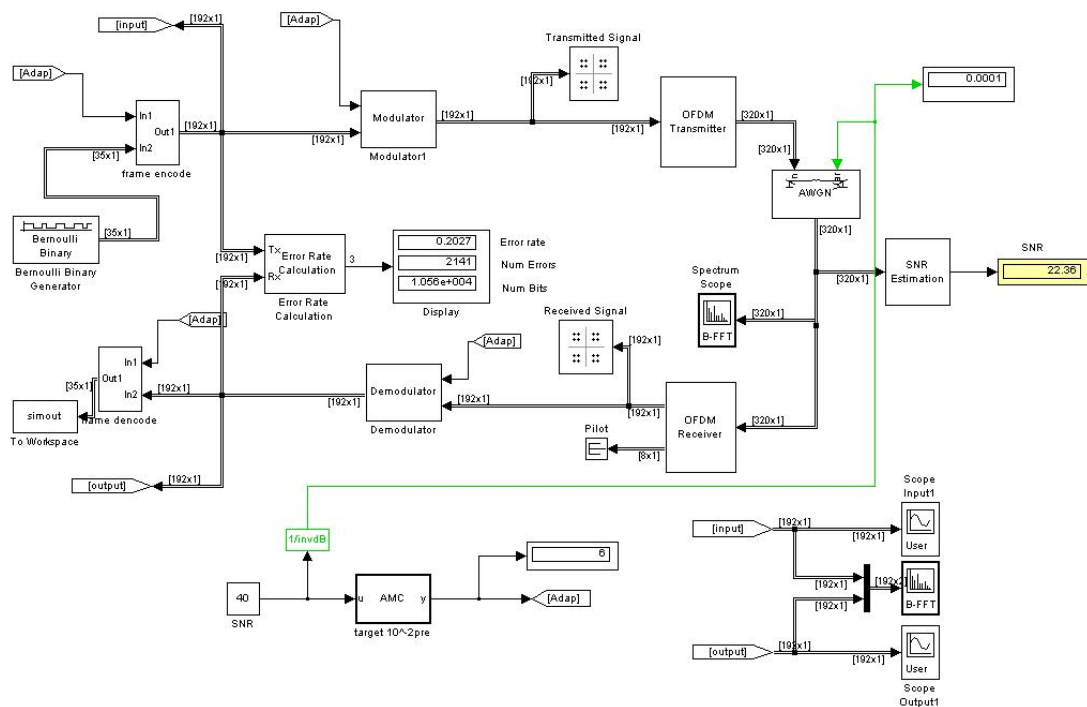 [192x1]
[input]
[Adap]
Transmitted Signal
[192x1]
0.0001
[Adap]
In1
Out1
In2
[192x1]
[35x1]
frame encode
[192x1]
Modulator
Modulator1
[192x1]
[192x1]
OFDM
Transmitter
[320x1]
[320x1]
AWGN
[320x1]
Bernoulli
Binary
[35x1]
Bernoulli Binary
Generator
[192x1]
Tx
Rx
Error Rate
Calculation
3
[192x1]
Error Rate
Calculation
0.2027
Error rate
2141
Num Errors
1.056e+004
Num Bits
Display
Spectrum
Scope
B-FFT
[320x1]
[320x1]
SNR
Estimation
SNR
22.36
Received Signal
[192x1]
[Adap]
[Adap]
In1
Out1
In2
[35x1]
[192x1]
simout
To Workspace
dencode
Demodulator
Demodulator
[192x1]
[192x1]
[192x1]
OFDM
Receiver
[320x1]
Pilot
[8x1]
[output]
[192x1]
1/invdB
6
40
SNR
u
AMC
y
target 10^-2pre
[Adap]
Scope
Input1
[input]
[192x1]
[192x1]
User
[192x1]
[192x2]
[192x1]
B-FFT
[output]
[192x1]
[192x1]
User
Scope
Output1